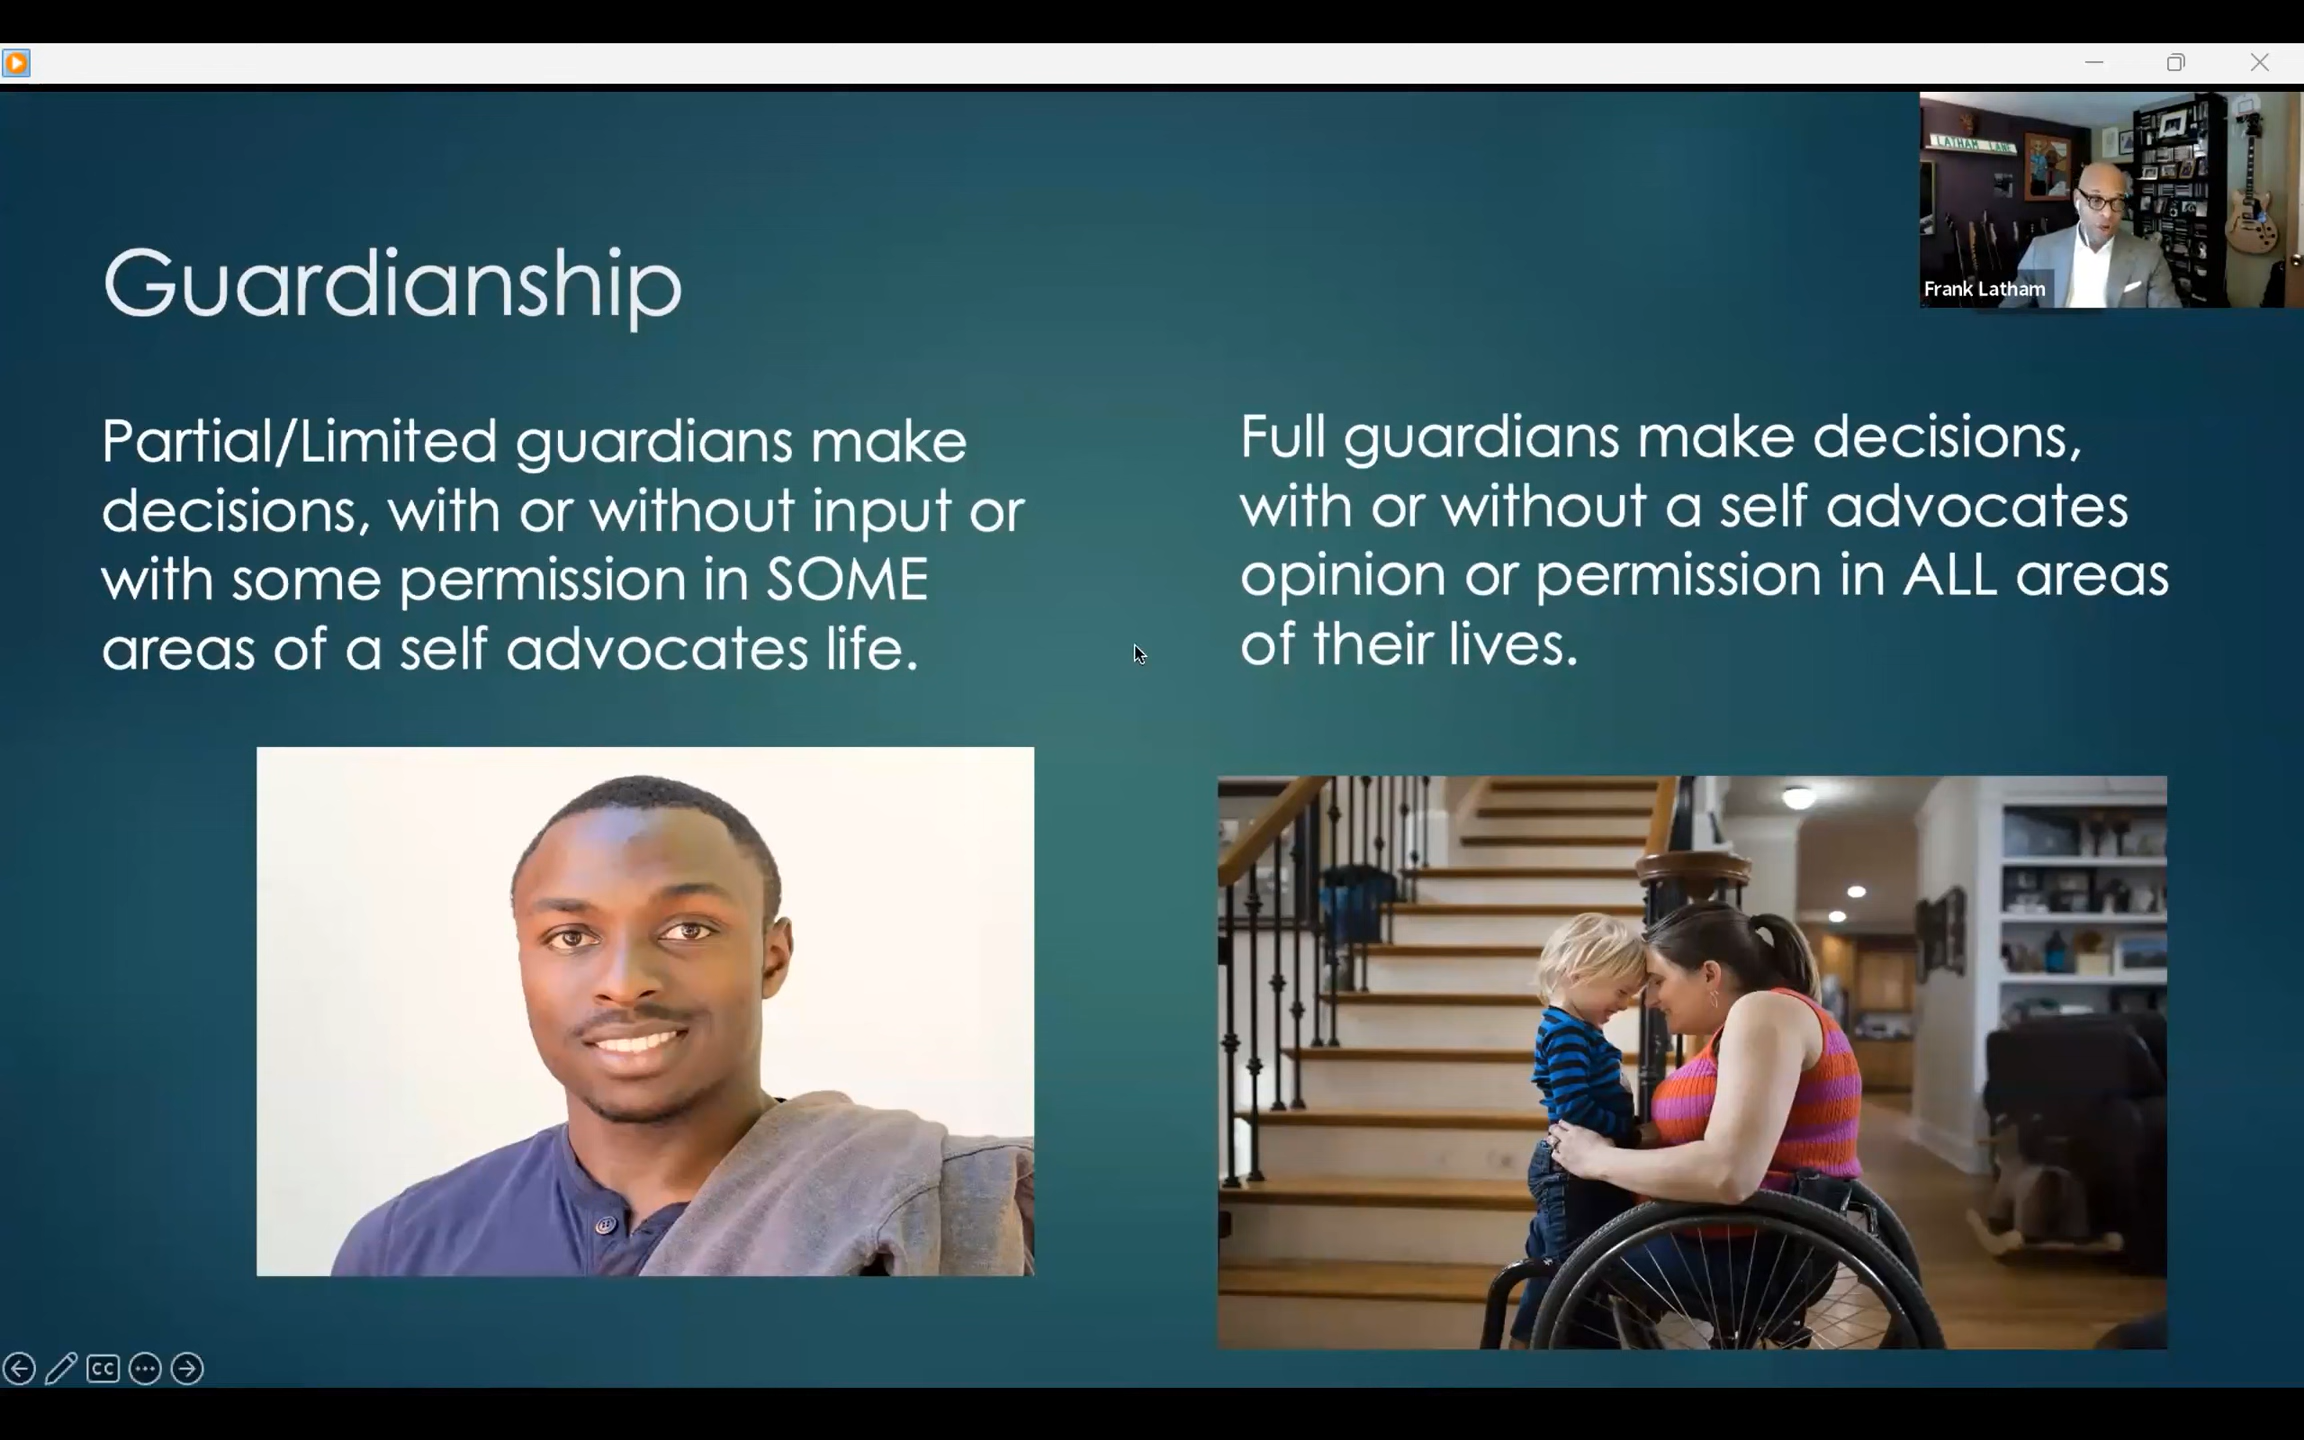 LATHAM LANE
Frank Latham
Guardianship
Partial/Limited guardians make
decisions, with or without input or
with some permission in SOME
areas of a self advocates life.
Full guardians make decisions,
with or without a self advocates
opinion or permission in ALL areas
of their lives.
CC